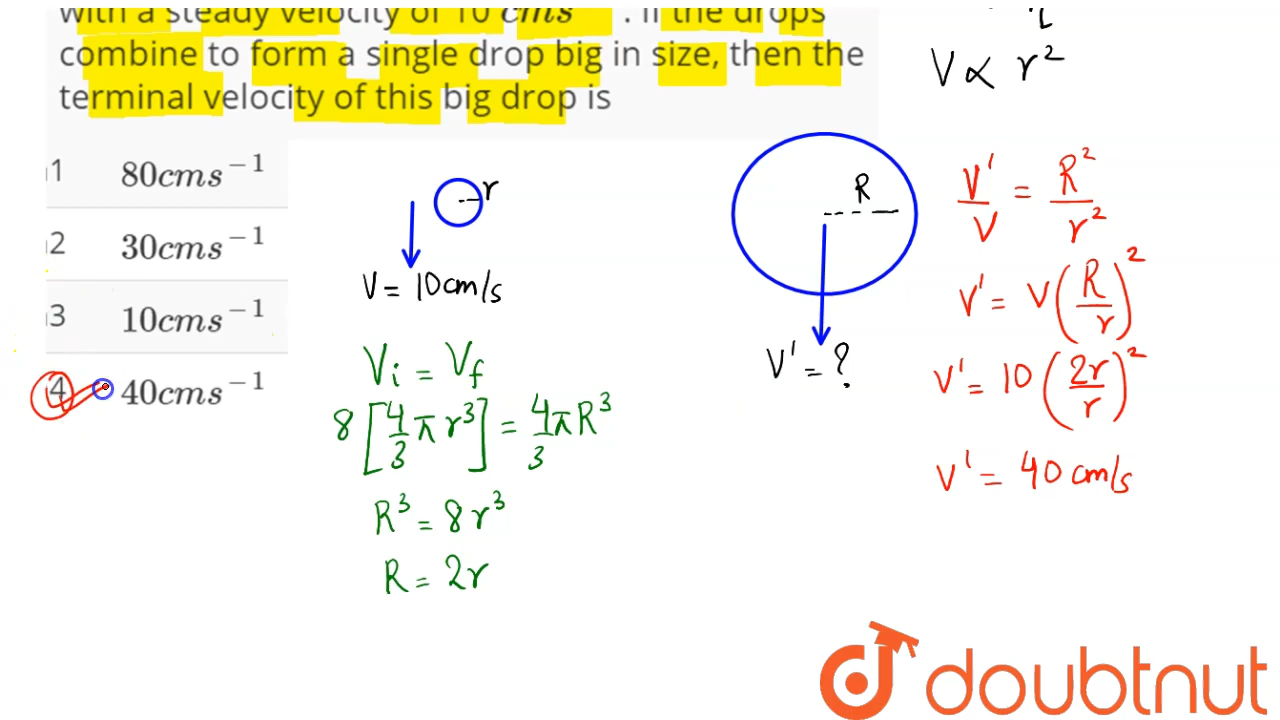 with a steady velocity of 10 cms . If the drops
combine to form a single drop big in size, then the
terminal velocity of this big drop is
1 80cms⁻¹
2 30cms⁻¹
3 10cms⁻¹
4 40cms⁻¹
r
V = 10 cm/s
Vi = Vf
8 [4/3 π r³] = 4/3 π R³
R³ = 8r³
R = 2r
R
V' = ?
V ∝ r²
V'/V = R²/r²
V' = V (R/r)²
V' = 10 (2r/r)²
V' = 40 cm/s
doubtnut